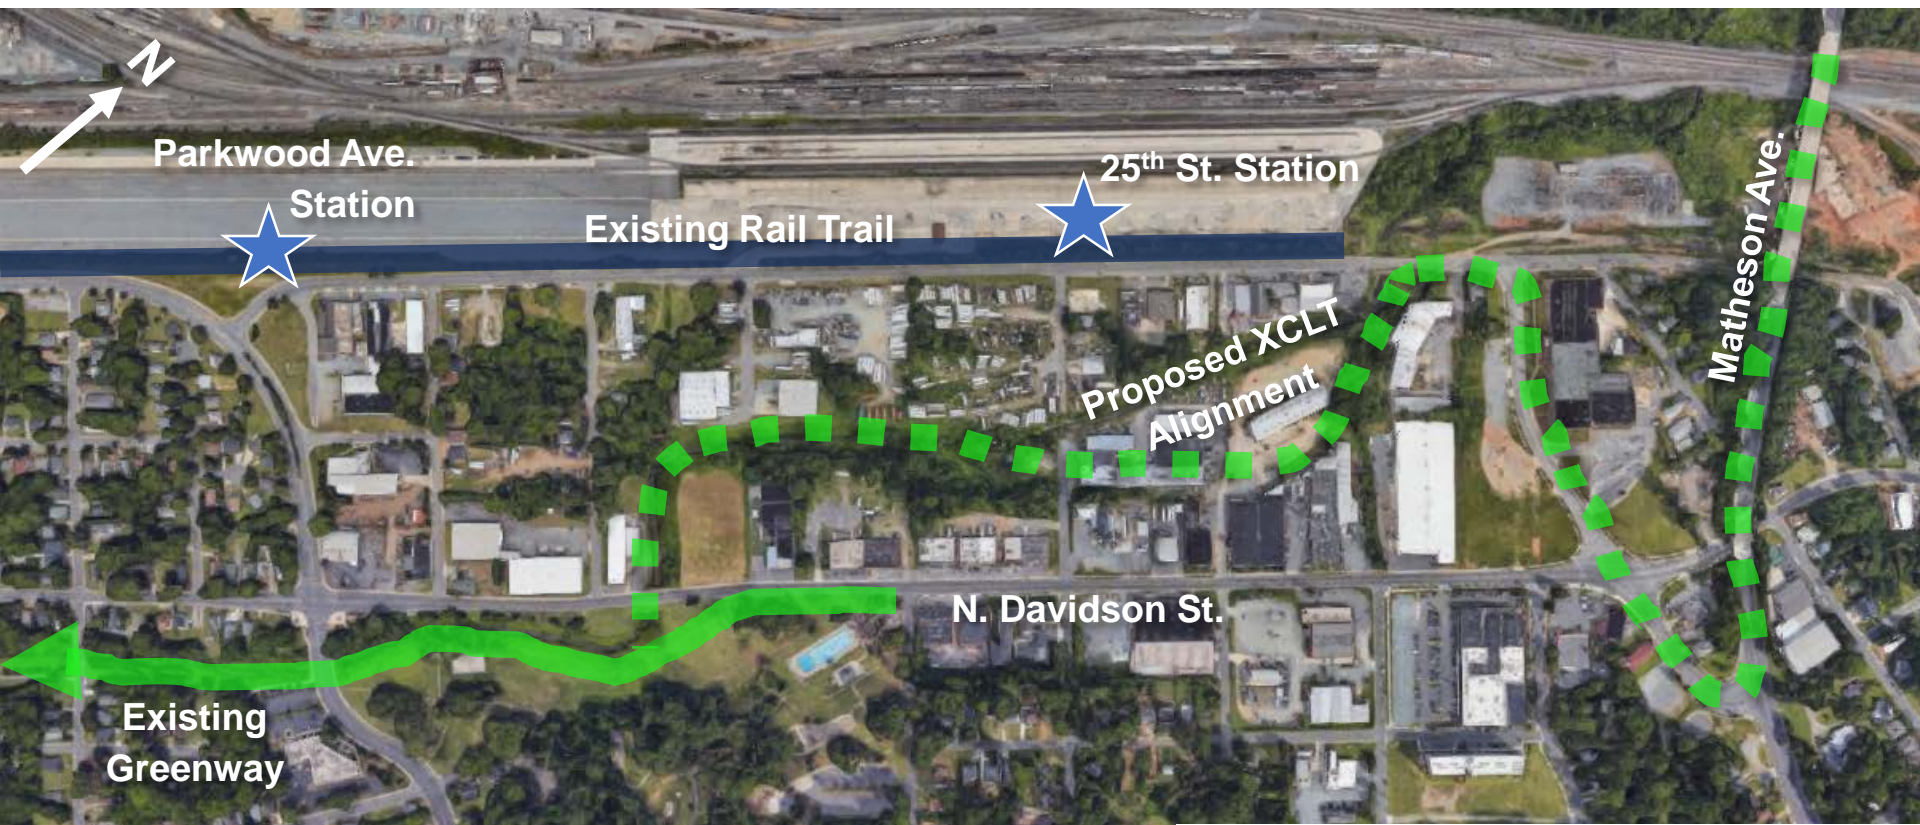 N
Parkwood Ave.
Station
25th St. Station
Existing Rail Trail
Matheson Ave.
Proposed XCLT
Alignment
N. Davidson St.
Existing
Greenway